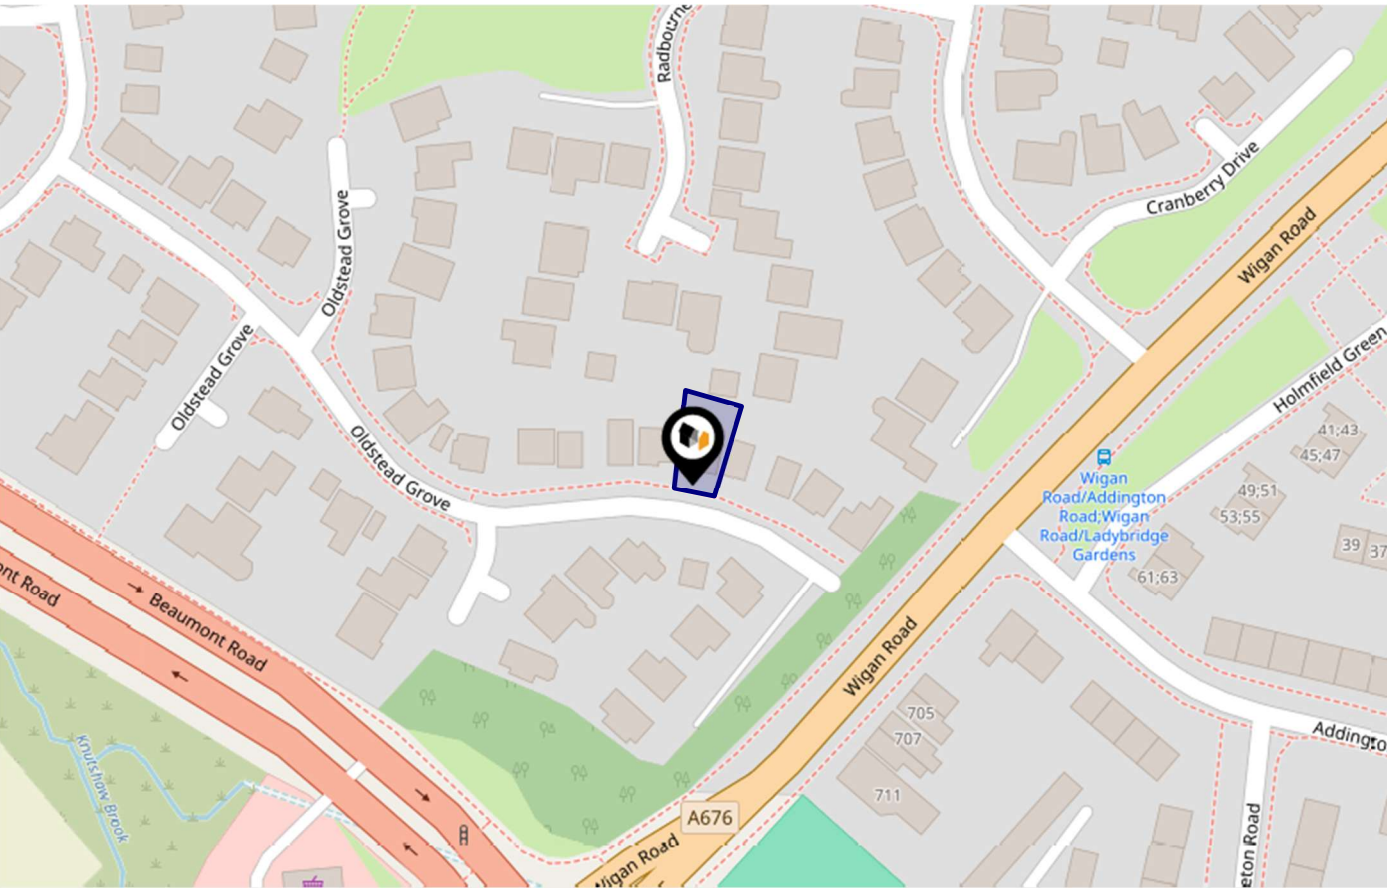 Radbourne
Cranberry Drive
Wigan Road
Oldstead Grove
Holmfield Green
Oldstead Grove
41;43
45;47
Oldstead Grove
Wigan
Road/Addington
Road;Wigan
Road/Ladybridge
Gardens
49;51
53;55
39
37
61;63
ont Road
Beaumont Road
Wigan Road
705
707
Addingto
Knutshaw Brook
711
A676
Wigan Road
eton Road